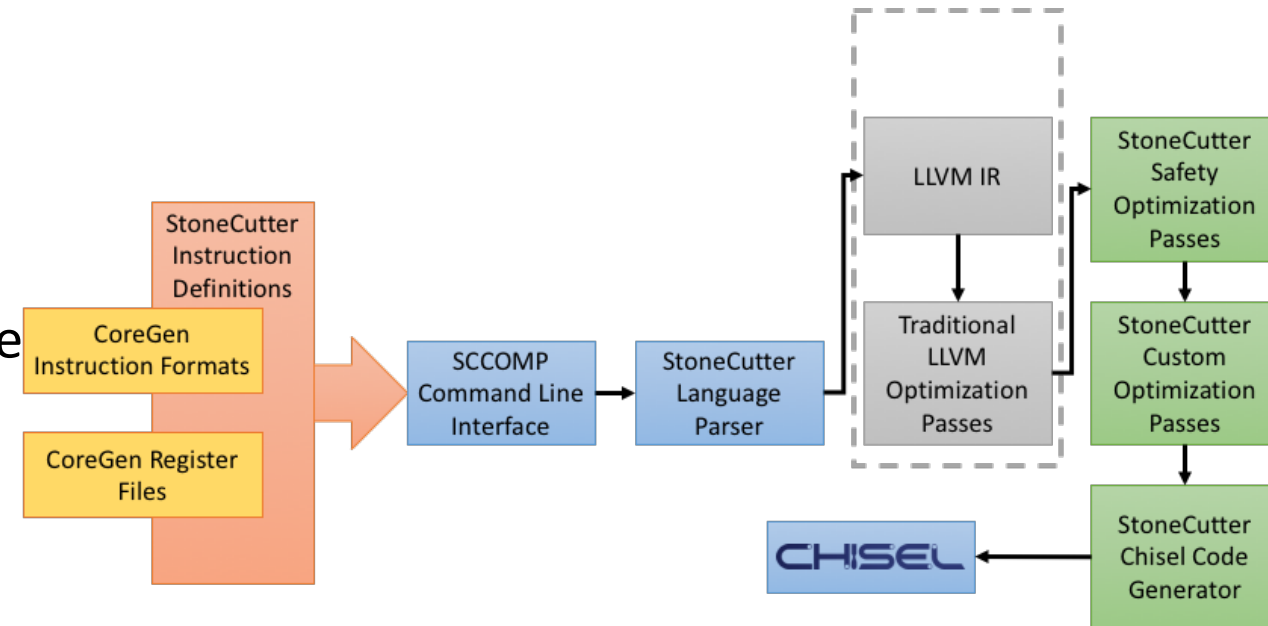 StoneCutter
Instruction
Definitions
e
CoreGen
Instruction Formats
CoreGen Register
Files
SCCOMP
Command Line
Interface
StoneCutter
Language
Parser
LLVM IR
Traditional
LLVM
Optimization
Passes
StoneCutter
Safety
Optimization
Passes
StoneCutter
Custom
Optimization
Passes
StoneCutter
Chisel Code
Generator
CHISEL